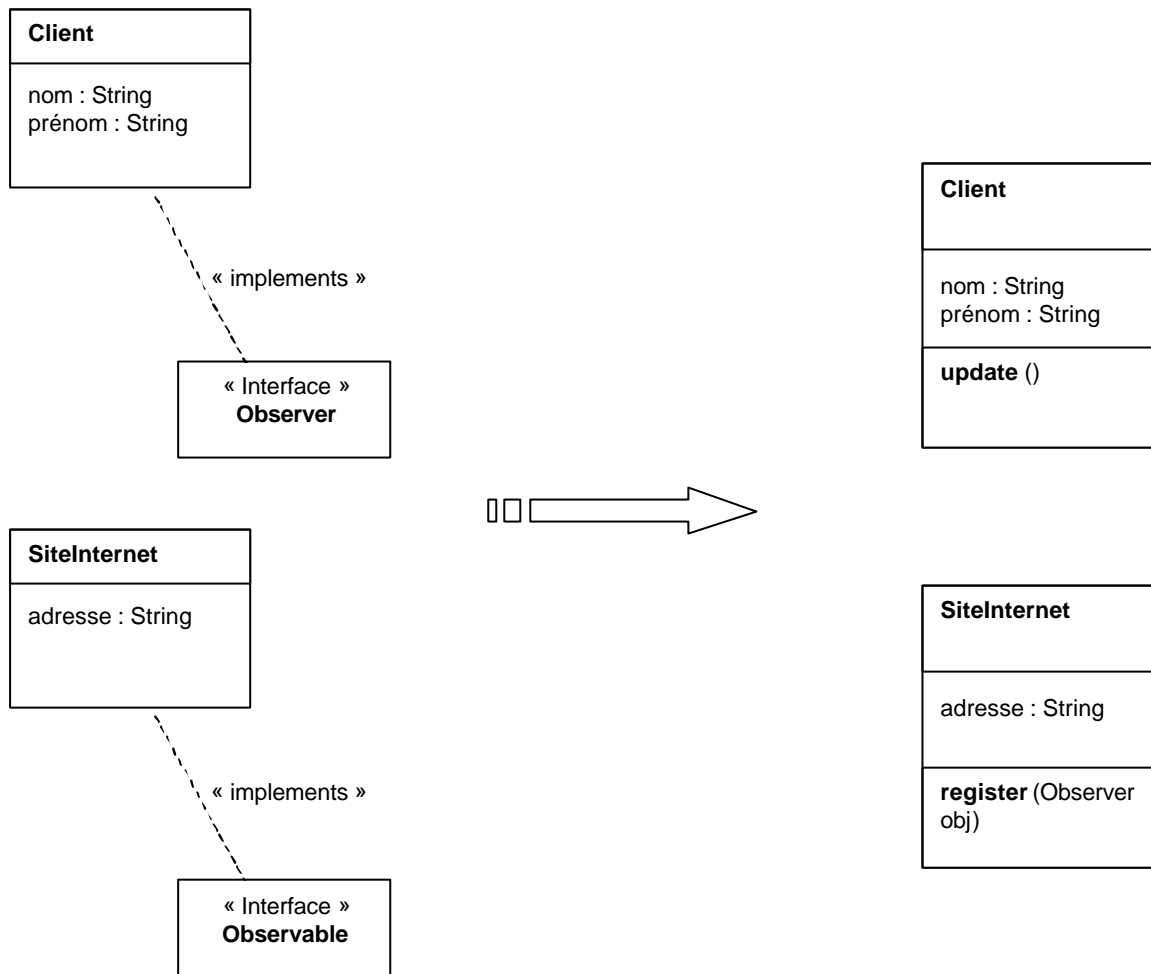 Client
nom : String
prénom : String
« implements »
« Interface »
Observer
SiteInternet
adresse : String
« implements »
« Interface »
Observable
Client
nom : String
prénom : String
update ()
SiteInternet
adresse : String
register (Observer
obj)